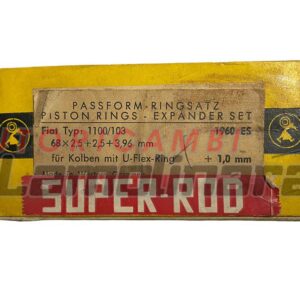 PASSFORM-RINGSATZ
PISTON RINGS - EXPANDER SET
Fiat Typ: 1100/103 1960 ES
68 x 2,5 + 2,5 + 3,96 mm
für Kolben mit U-Flex-Ring + 1,0 mm
SUPER-ROD